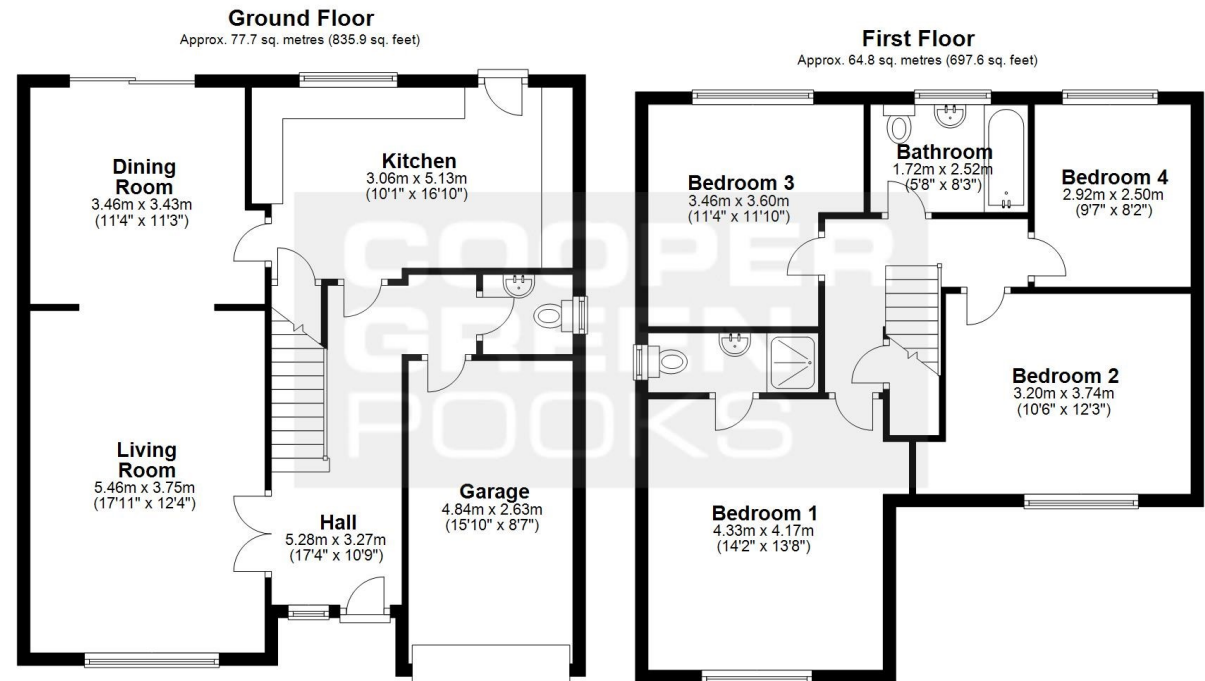 Ground Floor
Approx. 77.7 sq. metres (835.9 sq. feet)
Dining
Room
3.46m x 3.43m
(11'4" x 11'3")
Kitchen
3.06m x 5.13m
(10'1" x 16'10")
Living
Room
5.46m x 3.75m
(17'11" x 12'4")
Hall
5.28m x 3.27m
(17'4" x 10'9")
Garage
4.84m x 2.63m
(15'10" x 8'7")
First Floor
Approx. 64.8 sq. metres (697.6 sq. feet)
Bedroom 3
3.46m x 3.60m
(11'4" x 11'10")
Bathroom
1.72m x 2.52m
(5'8" x 8'3")
Bedroom 4
2.92m x 2.50m
(9'7" x 8'2")
Bedroom 2
3.20m x 3.74m
(10'6" x 12'3")
Bedroom 1
4.33m x 4.17m
(14'2" x 13'8")
COOPER
GREEN
POOKS